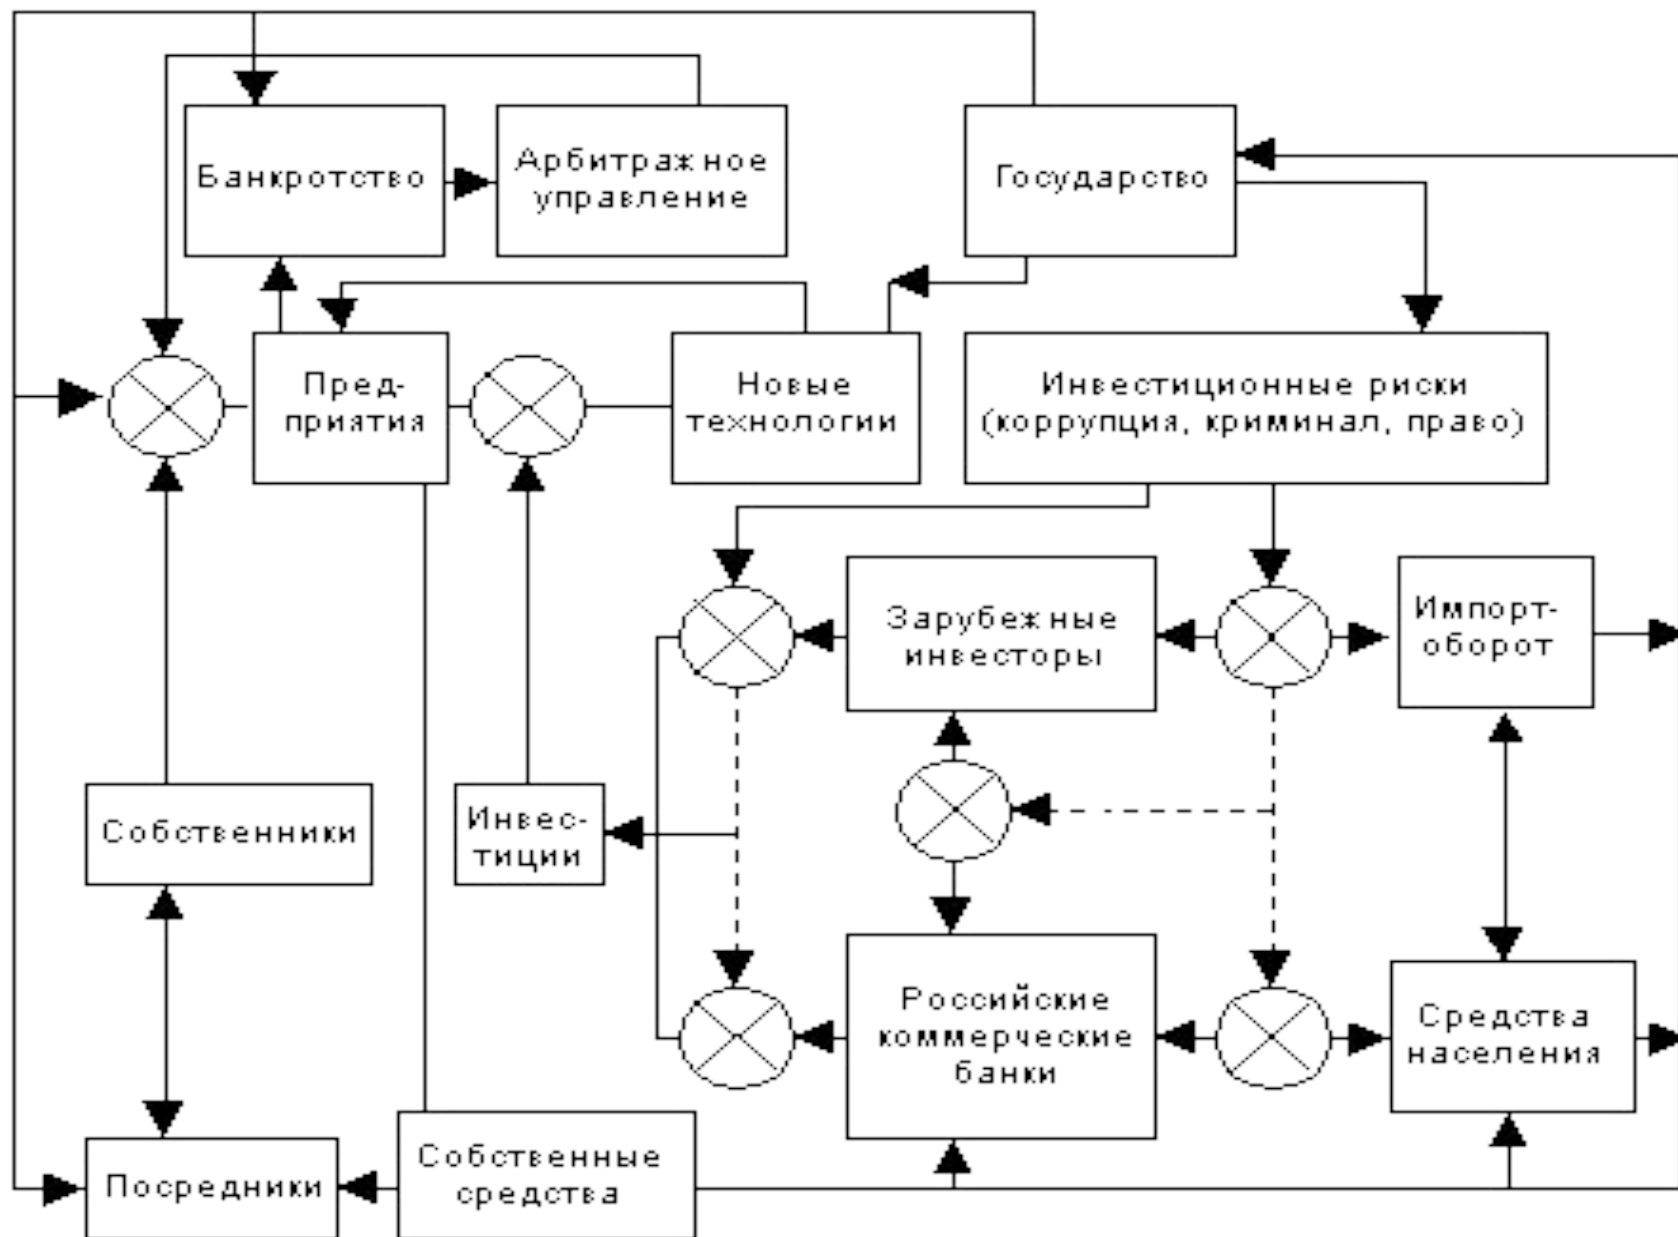 Банкротство
Арбитражное
управление
Государство
Пред-
приятия
Новые
технологии
Инвестиционные риски
(коррупция, криминал, право)
Зарубежные
инвесторы
Импорт-
оборот
Собственники
Инвес-
тиции
Российские
коммерческие
банки
Средства
населения
Посредники
Собственные
средства